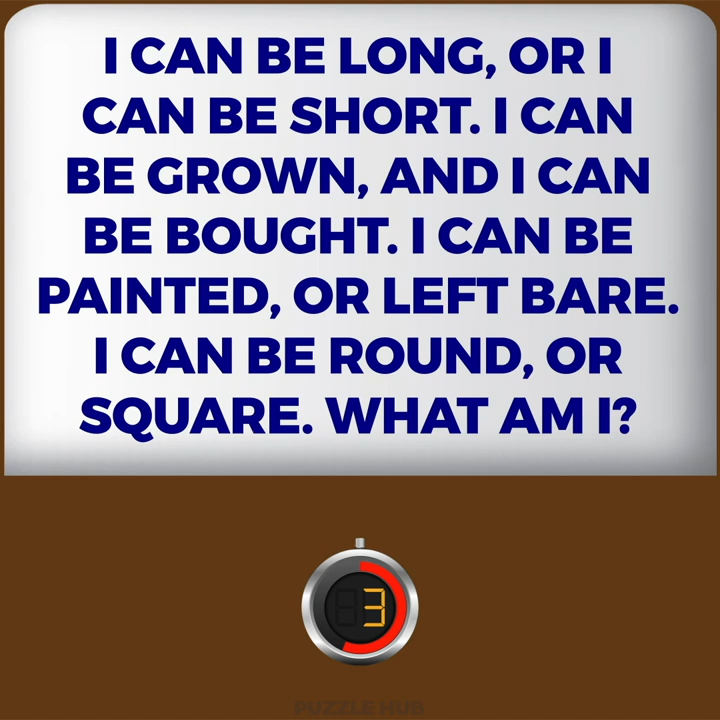 I CAN BE LONG, OR I
CAN BE SHORT. I CAN
BE GROWN, AND I CAN
BE BOUGHT. I CAN BE
PAINTED, OR LEFT BARE.
I CAN BE ROUND, OR
SQUARE. WHAT AM I?
3
PUZZLE HUB